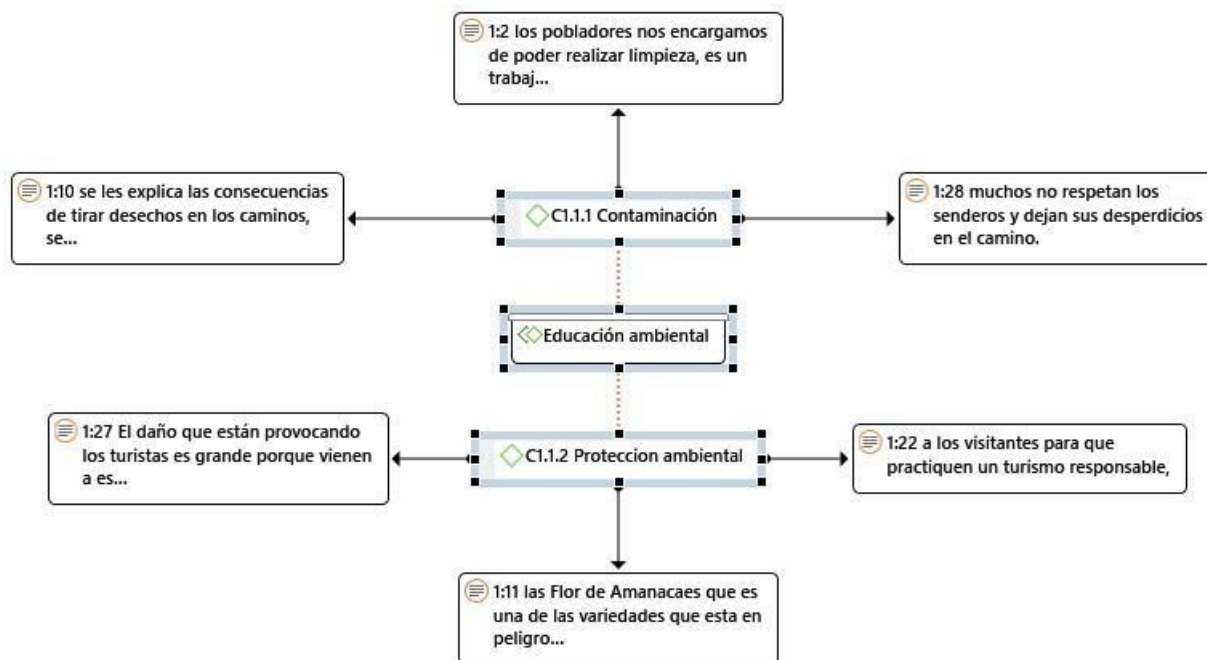 1:2 los pobladores nos encargamos
de poder realizar limpieza, es un
trabaj...
1:10 se les explica las consecuencias
de tirar desechos en los caminos,
se...
C1.1.1 Contaminación
1:28 muchos no respetan los
senderos y dejan sus desperdicios
en el camino.
Educación ambiental
1:27 El daño que están provocando
los turistas es grande porque vienen
a es...
C1.1.2 Proteccion ambiental
1:22 a los visitantes para que
practiquen un turismo responsable,
1:11 las Flor de Amanacaes que es
una de las variedades que esta en
peligro...